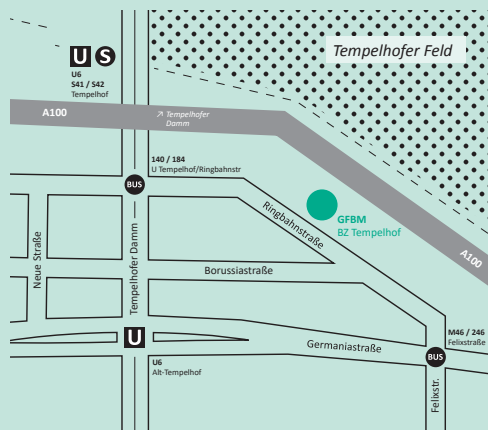 Tempelhofer Feld
U S
U6
S41 / S42
Tempelhof
A100
↗ Tempelhofer
Damm
140 / 184
U Tempelhof/Ringbahnstr
BUS
Ringbahnstraße
GFBM
BZ Tempelhof
A100
Neue Straße
Tempelhofer Damm
Borussiastraße
U
U6
Alt-Tempelhof
Germaniastraße
M46 / 246
Felixstraße
BUS
Felixstr.